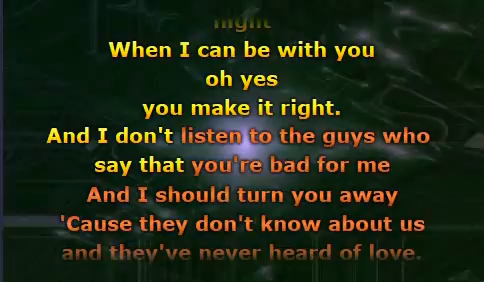 night
When I can be with you
oh yes
you make it right.
And I don't listen to the guys who
say that you're bad for me
And I should turn you away
'Cause they don't know about us
and they've never heard of love.